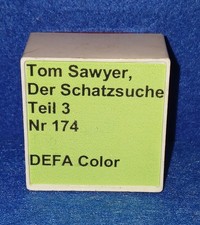 Tom Sawyer,
Der Schatzsuche
Teil 3
Nr 174
DEFA Color